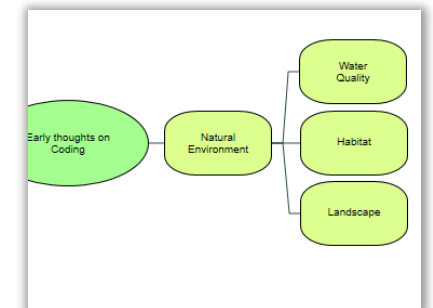 Early thoughts on
Coding
Natural
Environment
Water
Quality
Habitat
Landscape